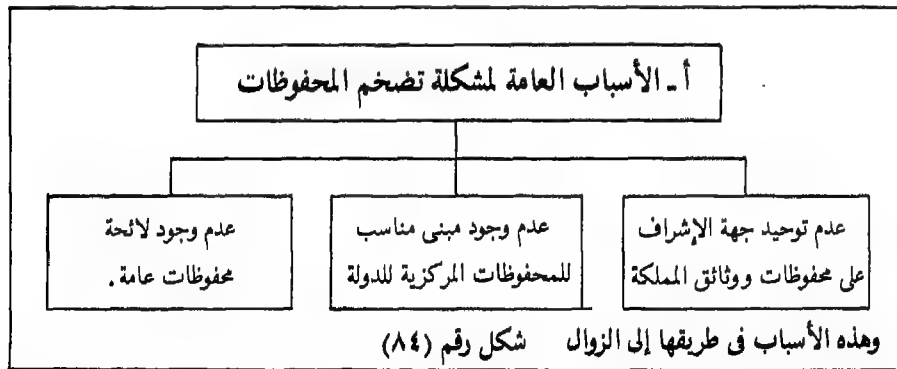 أ ـ الأسباب العامة لمشكلة تضخم المحفوظات
عدم توحيد جهة الإشراف
على محفوظات ووثائق المملكة
عدم وجود مبنى مناسب
للمحفوظات المركزية للدولة
عدم وجود لائحة
محفوظات عامة .
وهذه الأسباب فى طريقها إلى الزوال شكل رقم (٨٤)